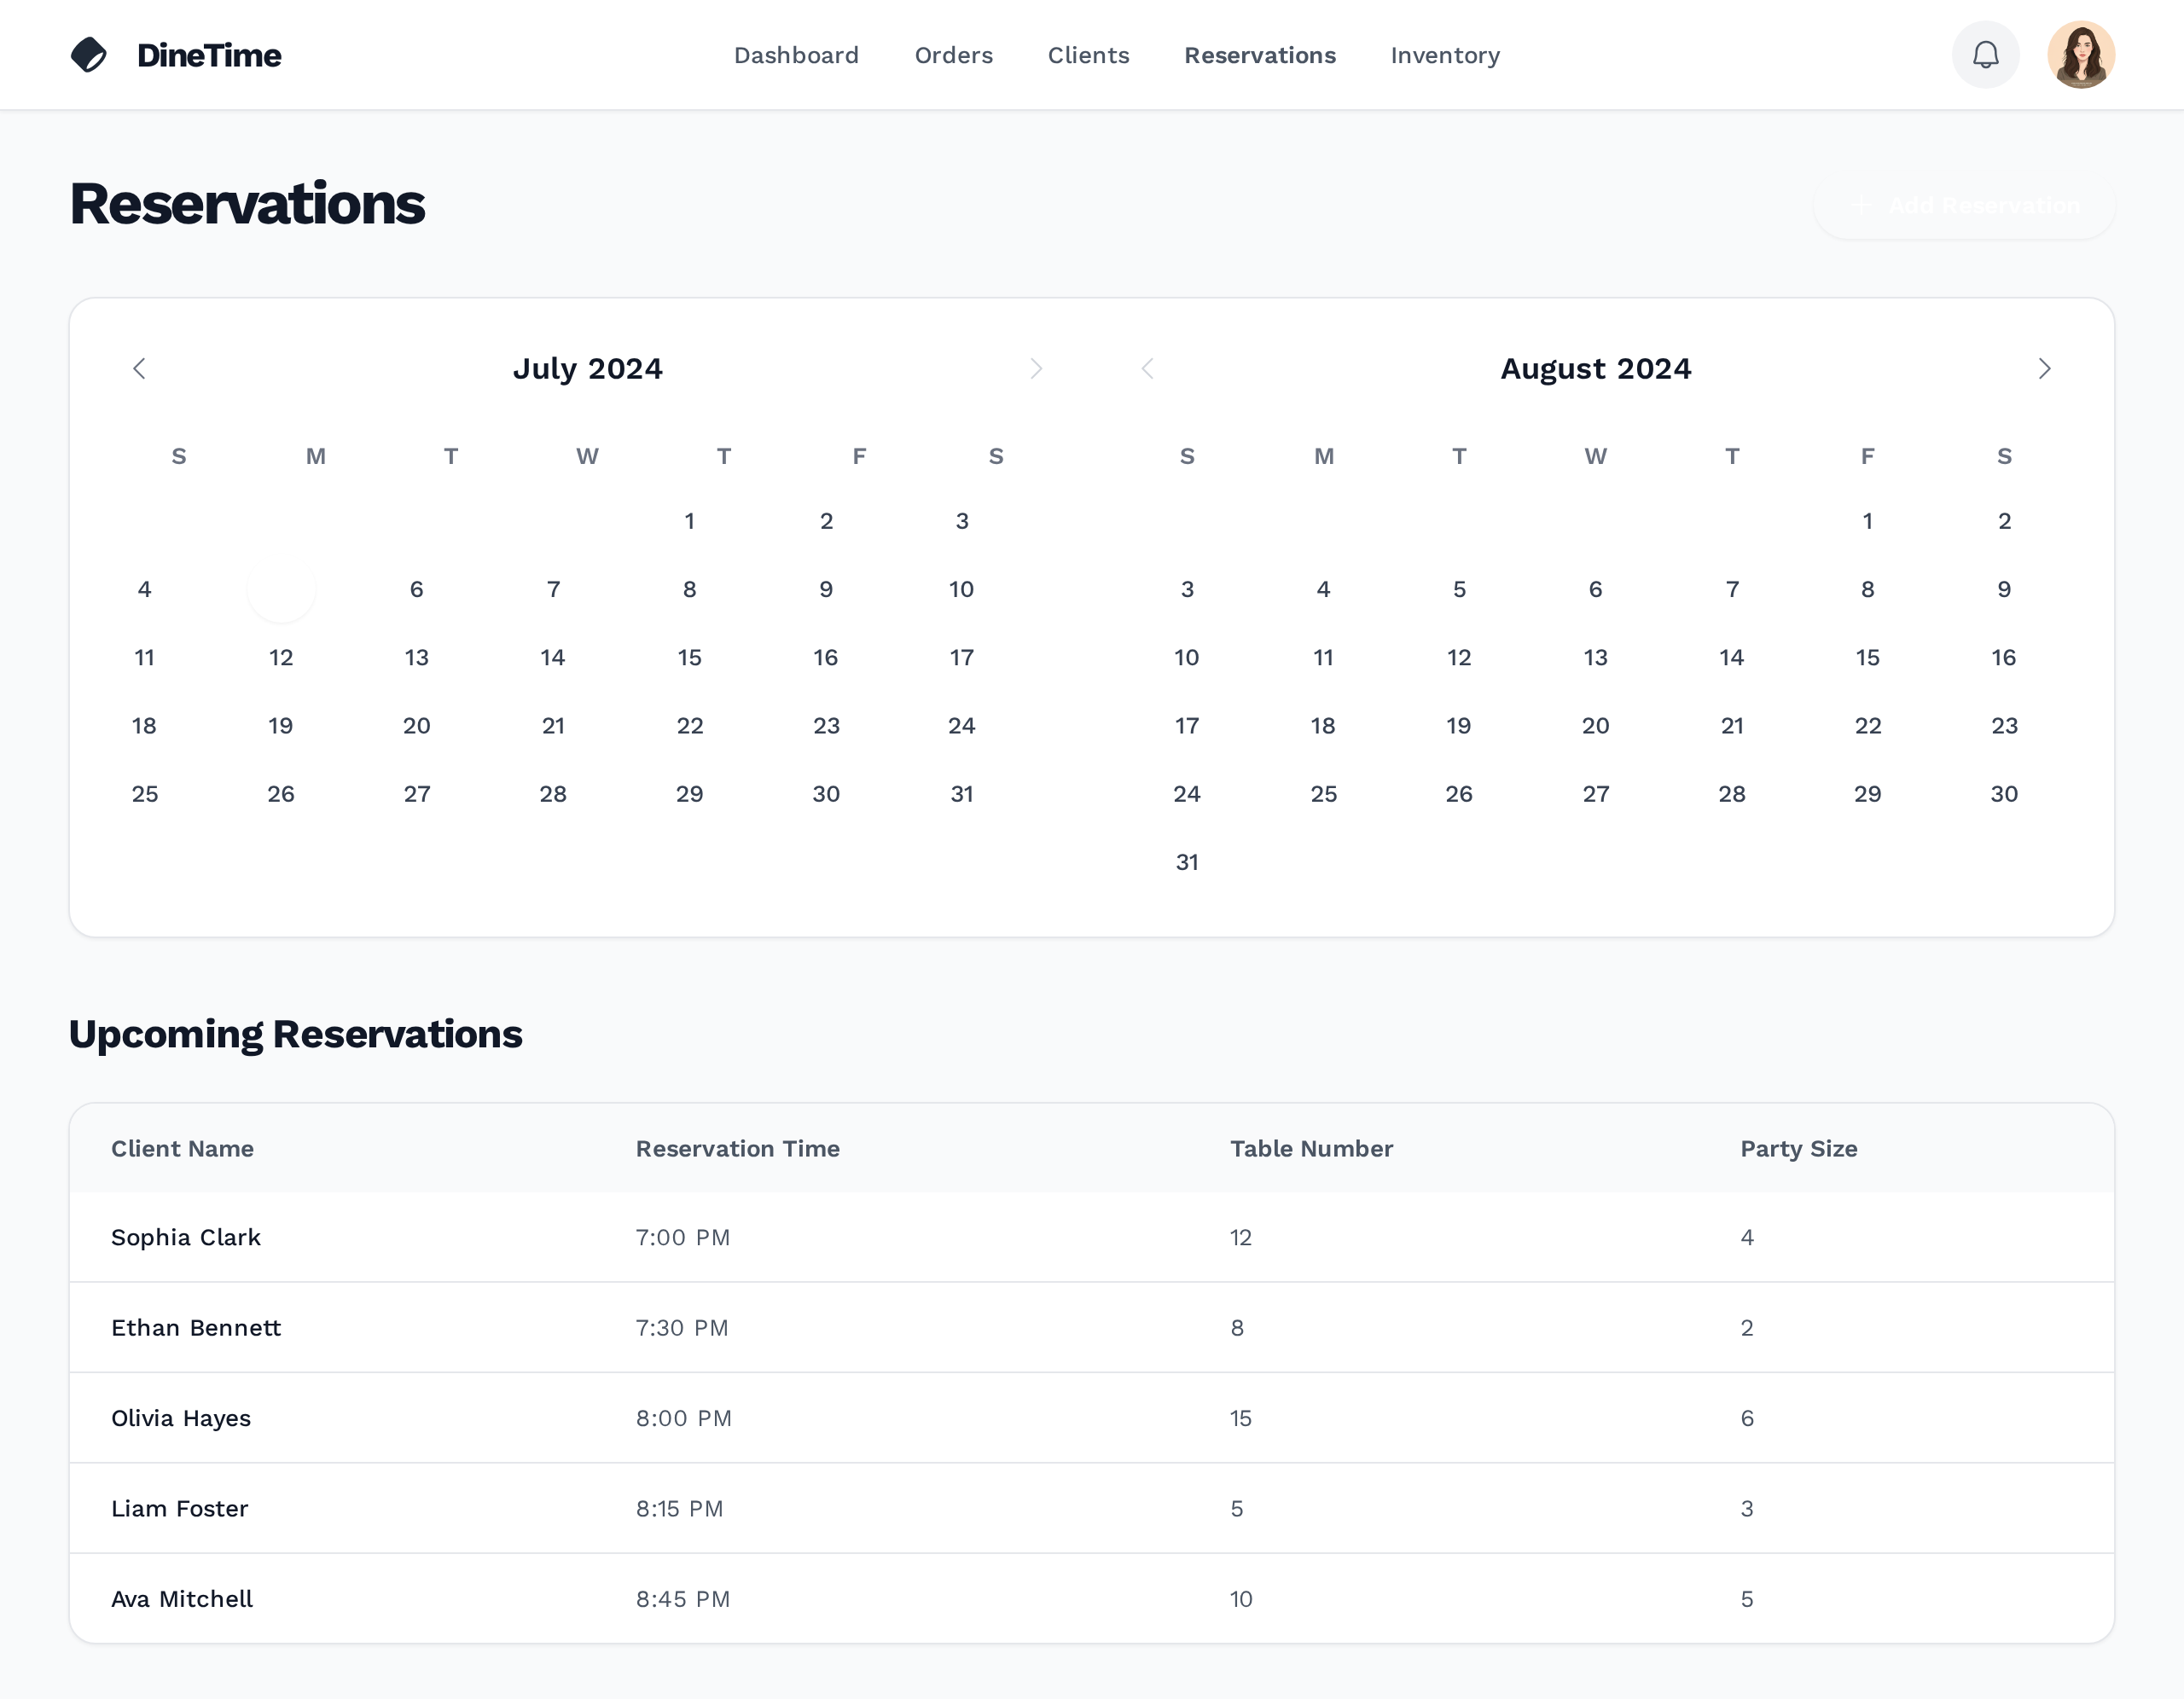 DineTime
Dashboard Orders Clients Reservations Inventory
Reservations
Add Reservation
July 2024
S M T W T F S
1 2 3
4 6 7 8 9 10
11 12 13 14 15 16 17
18 19 20 21 22 23 24
25 26 27 28 29 30 31
August 2024
S M T W T F S
1 2
3 4 5 6 7 8 9
10 11 12 13 14 15 16
17 18 19 20 21 22 23
24 25 26 27 28 29 30
31
Upcoming Reservations
Client Name Reservation Time Table Number Party Size
Sophia Clark 7:00 PM 12 4
Ethan Bennett 7:30 PM 8 2
Olivia Hayes 8:00 PM 15 6
Liam Foster 8:15 PM 5 3
Ava Mitchell 8:45 PM 10 5